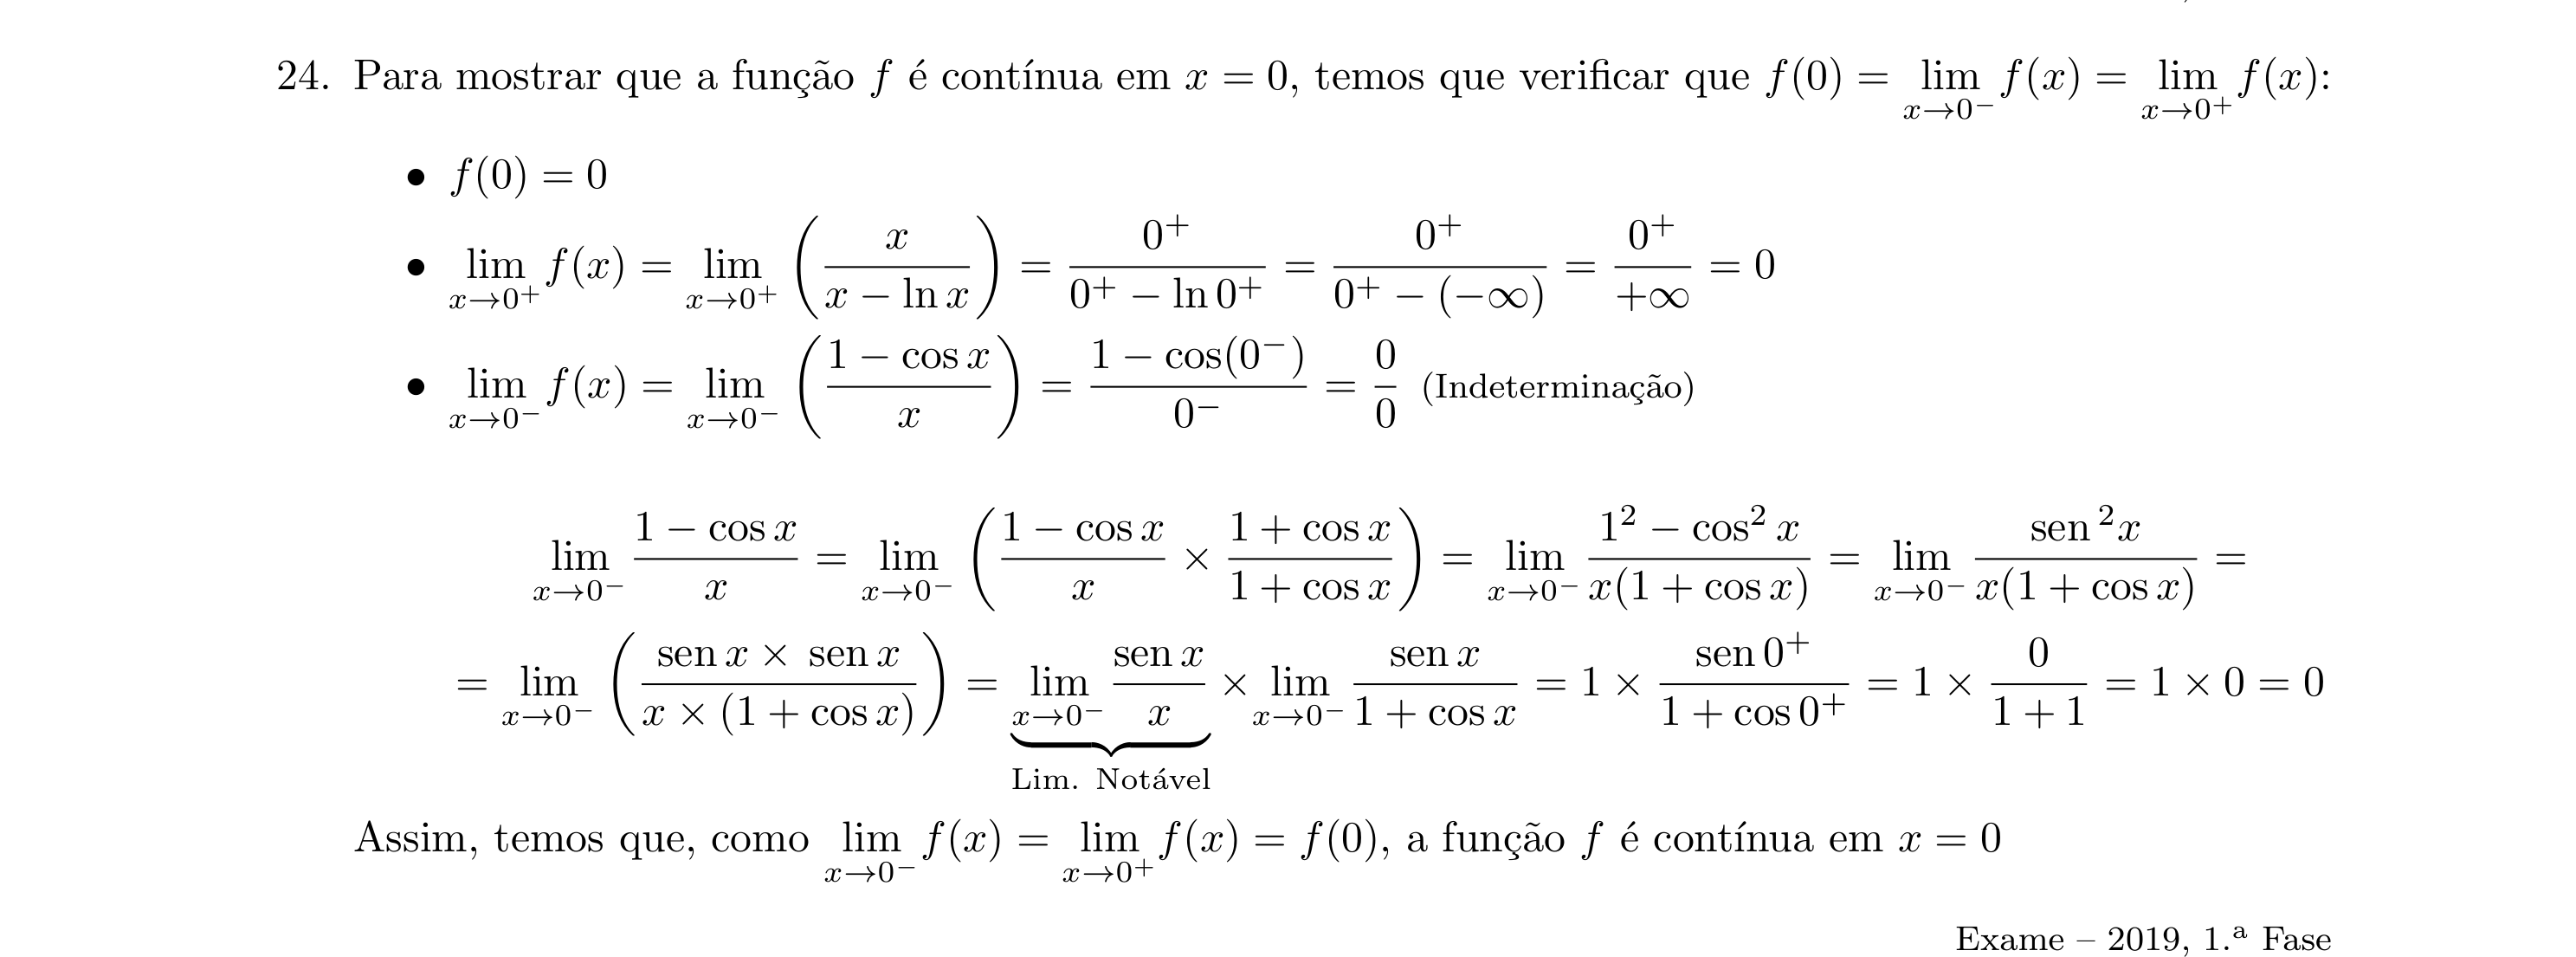 24. Para mostrar que a função f é contínua em x = 0, temos que verificar que f(0) = lim_{x→0⁻} f(x) = lim_{x→0⁺} f(x):
• f(0) = 0
• lim_{x→0⁺} f(x) = lim_{x→0⁺} (x / (x − ln x)) = 0⁺ / (0⁺ − ln 0⁺) = 0⁺ / (0⁺ − (−∞)) = 0⁺ / +∞ = 0
• lim_{x→0⁻} f(x) = lim_{x→0⁻} ((1 − cos x) / x) = (1 − cos(0⁻)) / 0⁻ = 0/0 (Indeterminação)
lim_{x→0⁻} (1 − cos x) / x = lim_{x→0⁻} ((1 − cos x) / x × (1 + cos x) / (1 + cos x)) = lim_{x→0⁻} (1² − cos² x) / (x(1 + cos x)) = lim_{x→0⁻} (sen² x) / (x(1 + cos x)) =
= lim_{x→0⁻} ((sen x × sen x) / (x × (1 + cos x))) = lim_{x→0⁻} (sen x) / x × lim_{x→0⁻} (sen x) / (1 + cos x) = 1 × (sen 0⁺) / (1 + cos 0⁺) = 1 × 0 / (1 + 1) = 1 × 0 = 0
Lim. Notável
Assim, temos que, como lim_{x→0⁻} f(x) = lim_{x→0⁺} f(x) = f(0), a função f é contínua em x = 0
Exame – 2019, 1.ª Fase